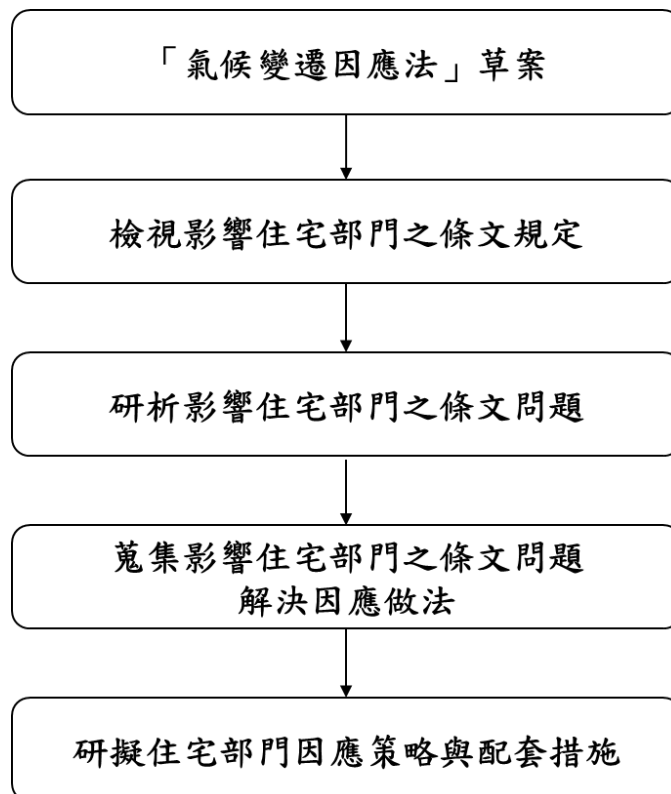 「氣候變遷因應法」草案
檢視影響住宅部門之條文規定
研析影響住宅部門之條文問題
蒐集影響住宅部門之條文問題
解決因應做法
研擬住宅部門因應策略與配套措施